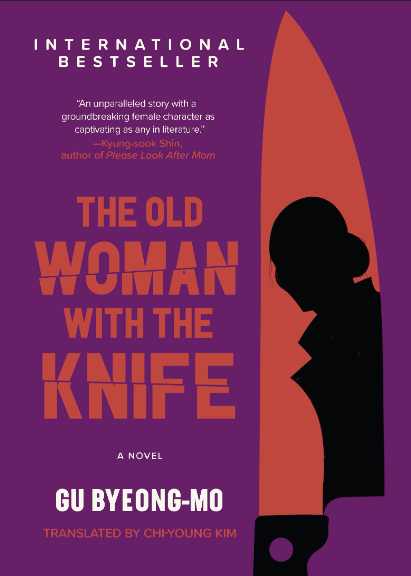 INTERNATIONAL
BESTSELLER
“An unparalleled story with a
groundbreaking female character as
captivating as any in literature.”
—Kyung-sook Shin,
author of Please Look After Mom
THE OLD
WOMAN
WITH THE
KNIFE
A NOVEL
GU BYEONG-MO
TRANSLATED BY CHI-YOUNG KIM